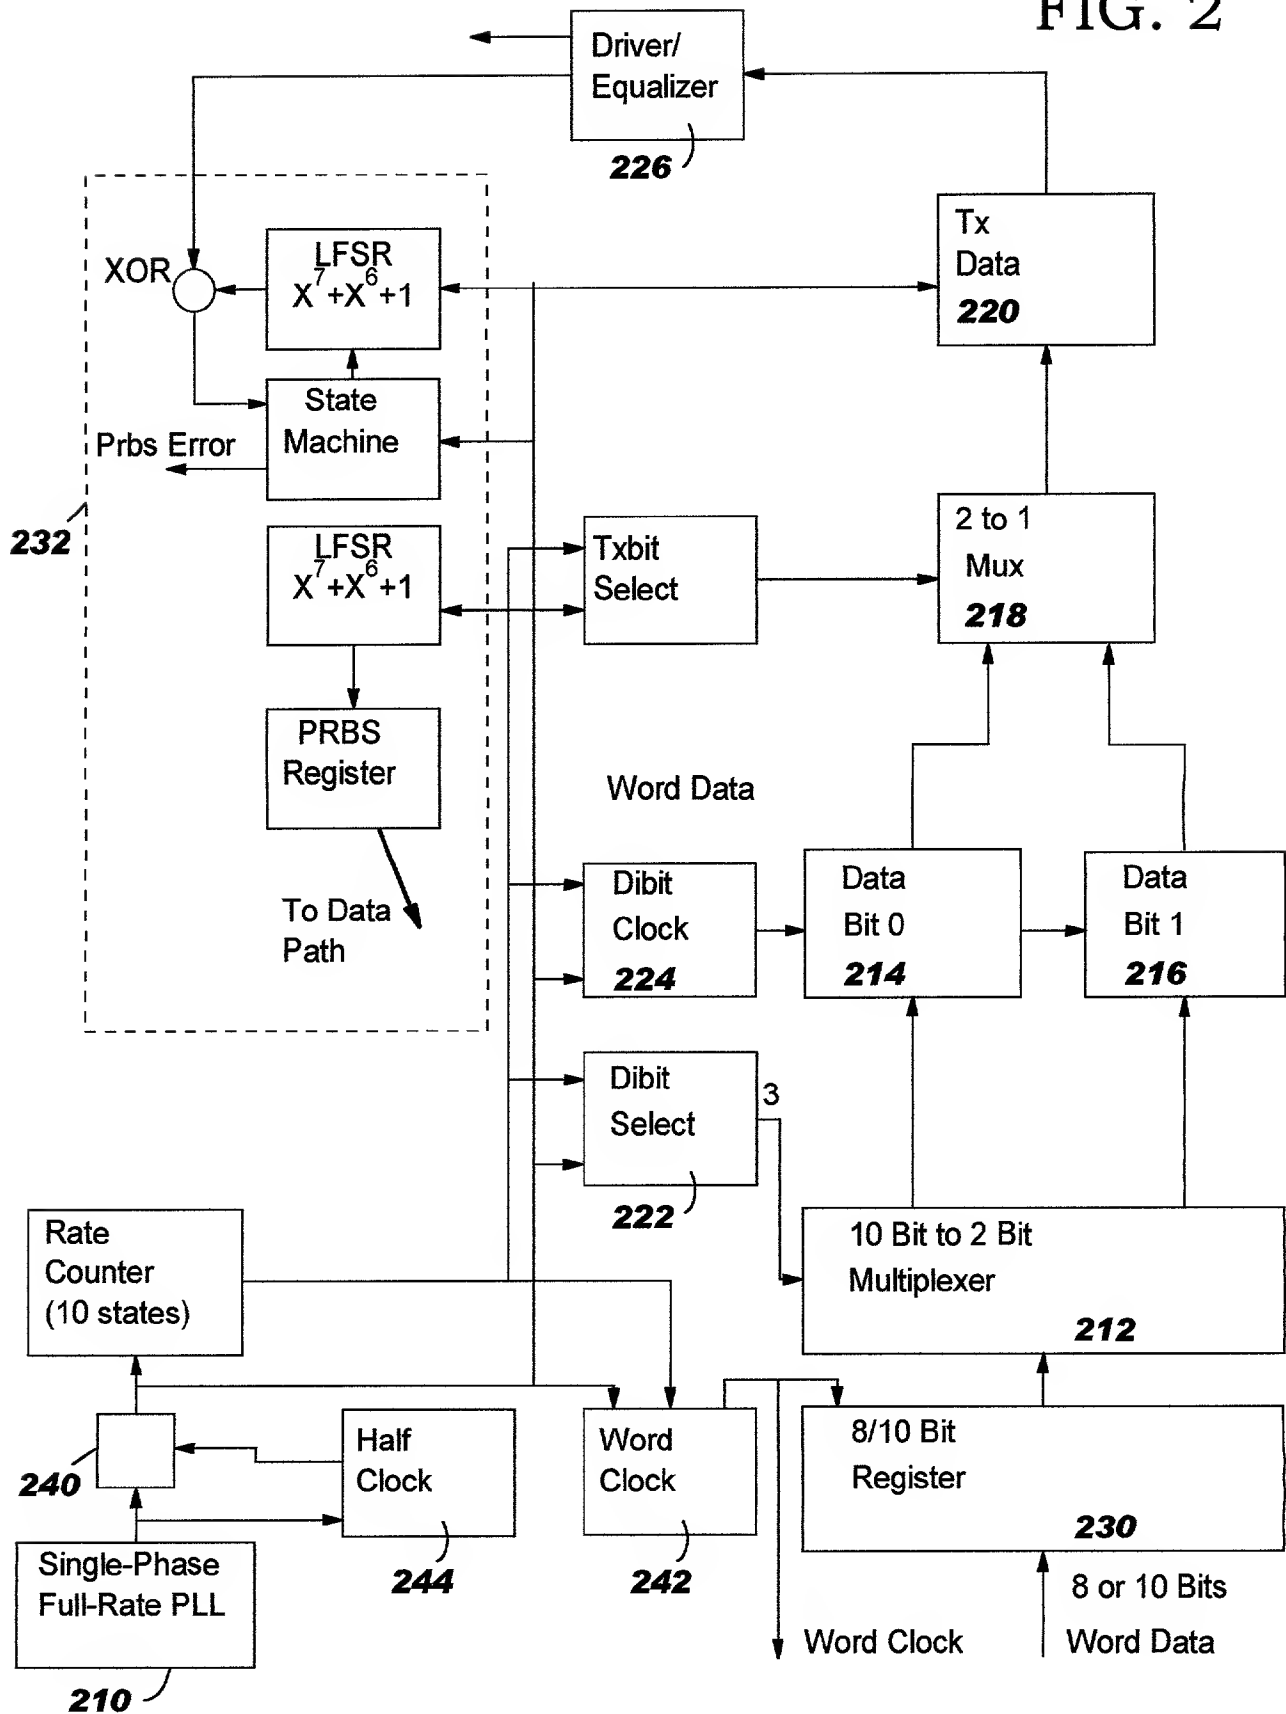 FIG. 2
Driver/
Equalizer
226
Tx
Data
220
XOR
LFSR
X⁷+X⁶+1
State
Machine
Prbs Error
232
LFSR
X⁷+X⁶+1
Txbit
Select
2 to 1
Mux
218
PRBS
Register
Word Data
To Data
Path
Dibit
Clock
224
Data
Bit 0
214
Data
Bit 1
216
Dibit
Select
3
222
Rate
Counter
(10 states)
10 Bit to 2 Bit
Multiplexer
212
240
Half
Clock
244
Word
Clock
242
8/10 Bit
Register
230
Single-Phase
Full-Rate PLL
210
8 or 10 Bits
Word Clock
Word Data